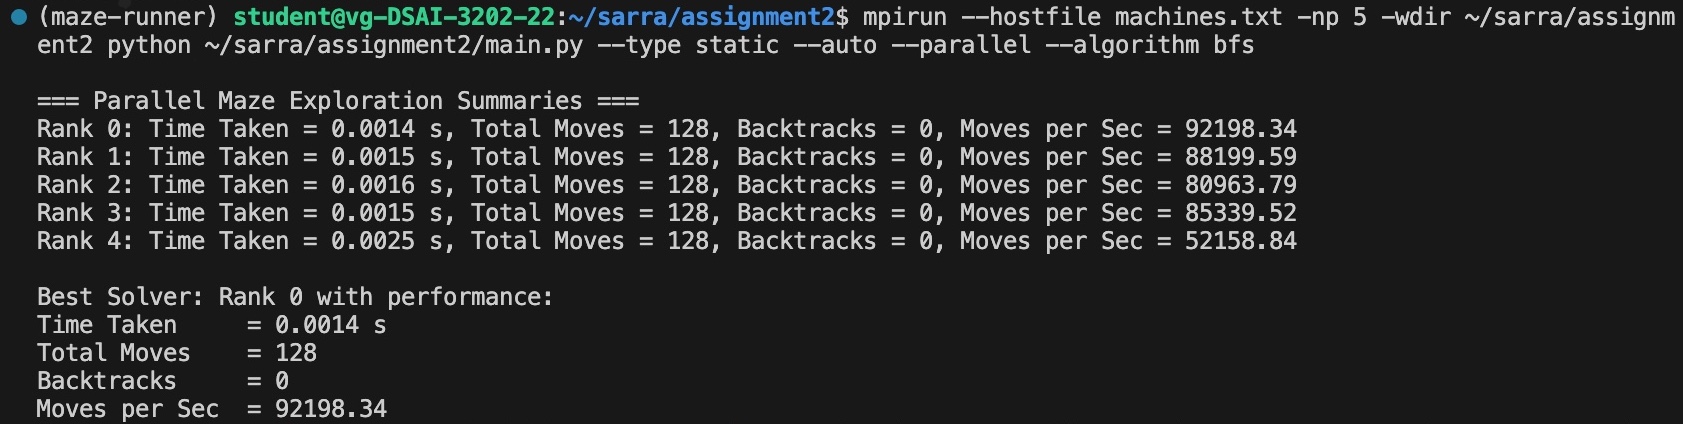 (maze-runner) student@vg-DSAI-3202-22:~/sarra/assignment2$ mpirun --hostfile machines.txt -np 5 -wdir ~/sarra/assignm
ent2 python ~/sarra/assignment2/main.py --type static --auto --parallel --algorithm bfs
=== Parallel Maze Exploration Summaries ===
Rank 0: Time Taken = 0.0014 s, Total Moves = 128, Backtracks = 0, Moves per Sec = 92198.34
Rank 1: Time Taken = 0.0015 s, Total Moves = 128, Backtracks = 0, Moves per Sec = 88199.59
Rank 2: Time Taken = 0.0016 s, Total Moves = 128, Backtracks = 0, Moves per Sec = 80963.79
Rank 3: Time Taken = 0.0015 s, Total Moves = 128, Backtracks = 0, Moves per Sec = 85339.52
Rank 4: Time Taken = 0.0025 s, Total Moves = 128, Backtracks = 0, Moves per Sec = 52158.84
Best Solver: Rank 0 with performance:
Time Taken     = 0.0014 s
Total Moves    = 128
Backtracks     = 0
Moves per Sec  = 92198.34